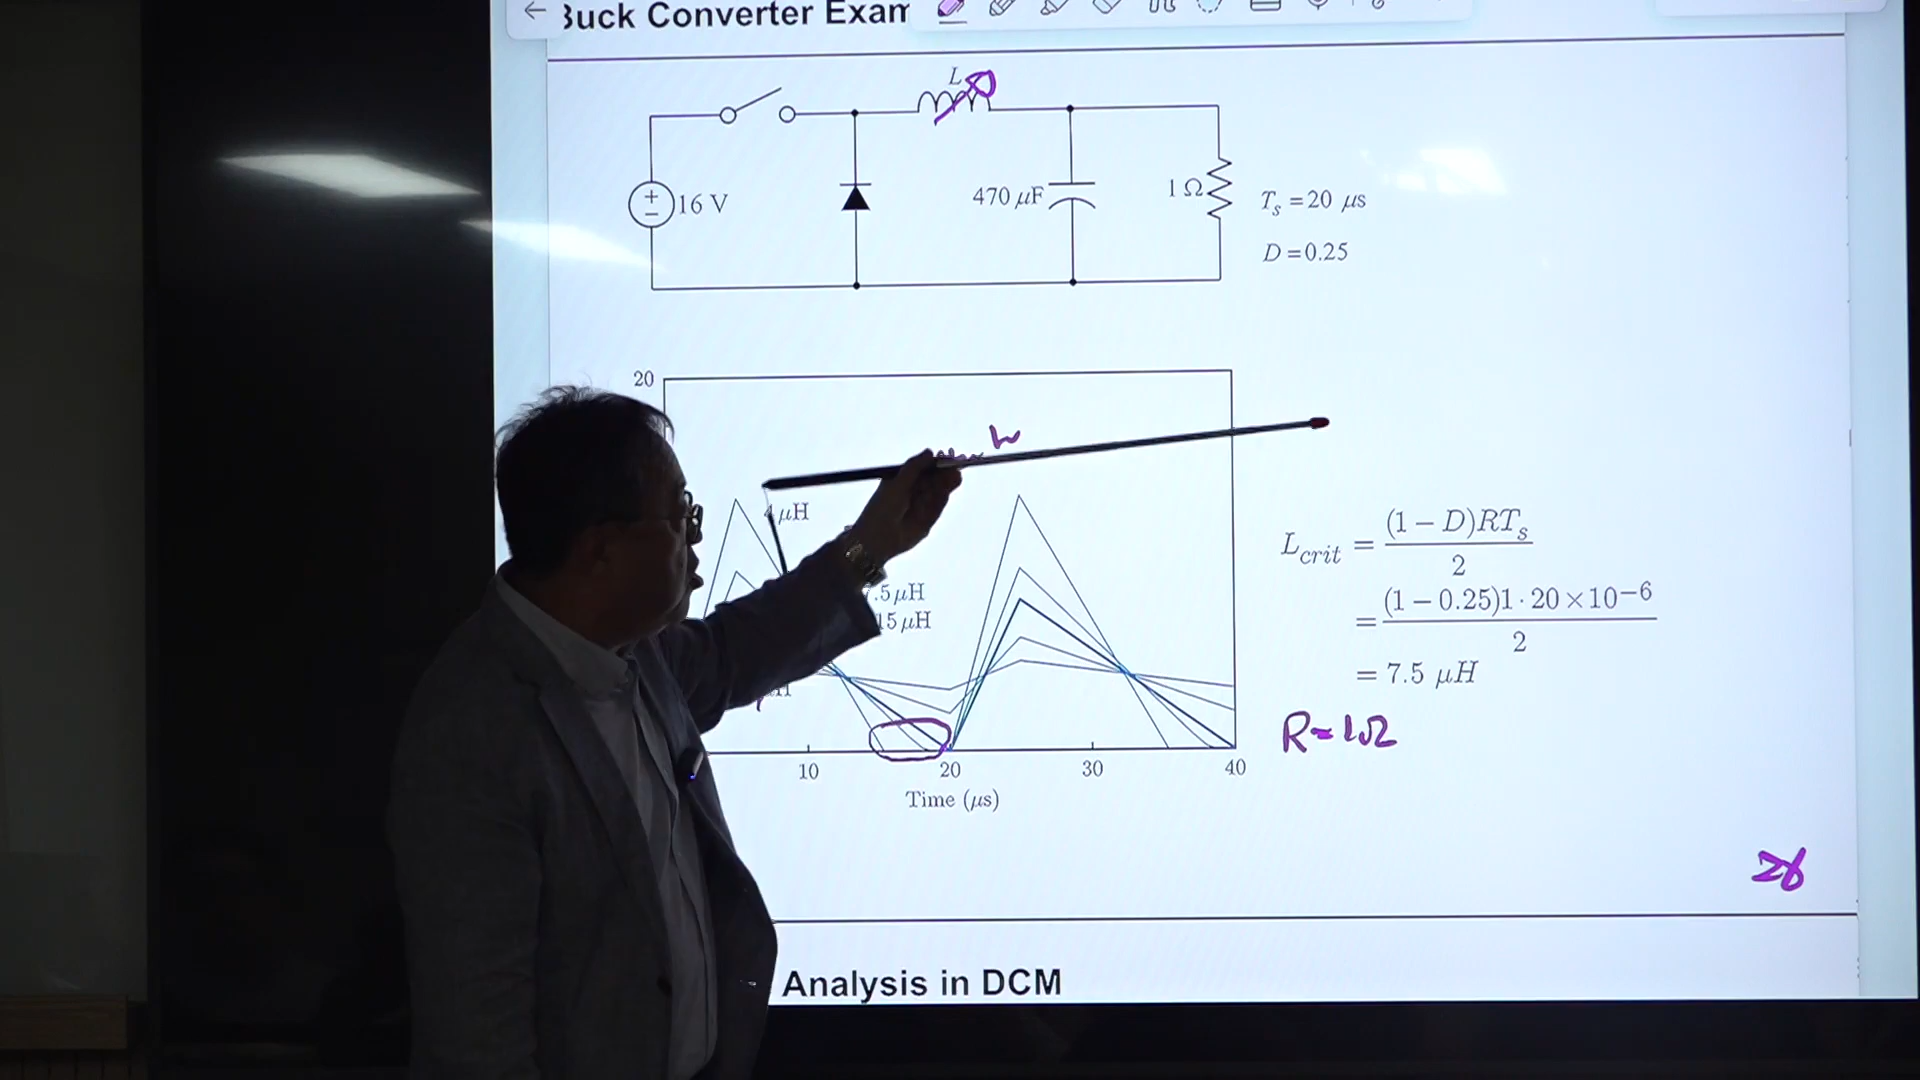 Buck Converter Exam
L
16 V
470 μF
1 Ω
T_s = 20 μs
D = 0.25
20
4 μH
.5 μH
15 μH
L_crit = (1 − D)RT_s / 2
= (1 − 0.25)1 · 20 × 10^−6 / 2
= 7.5 μH
R = 1Ω
10 20 30 40
Time (μs)
26
Analysis in DCM